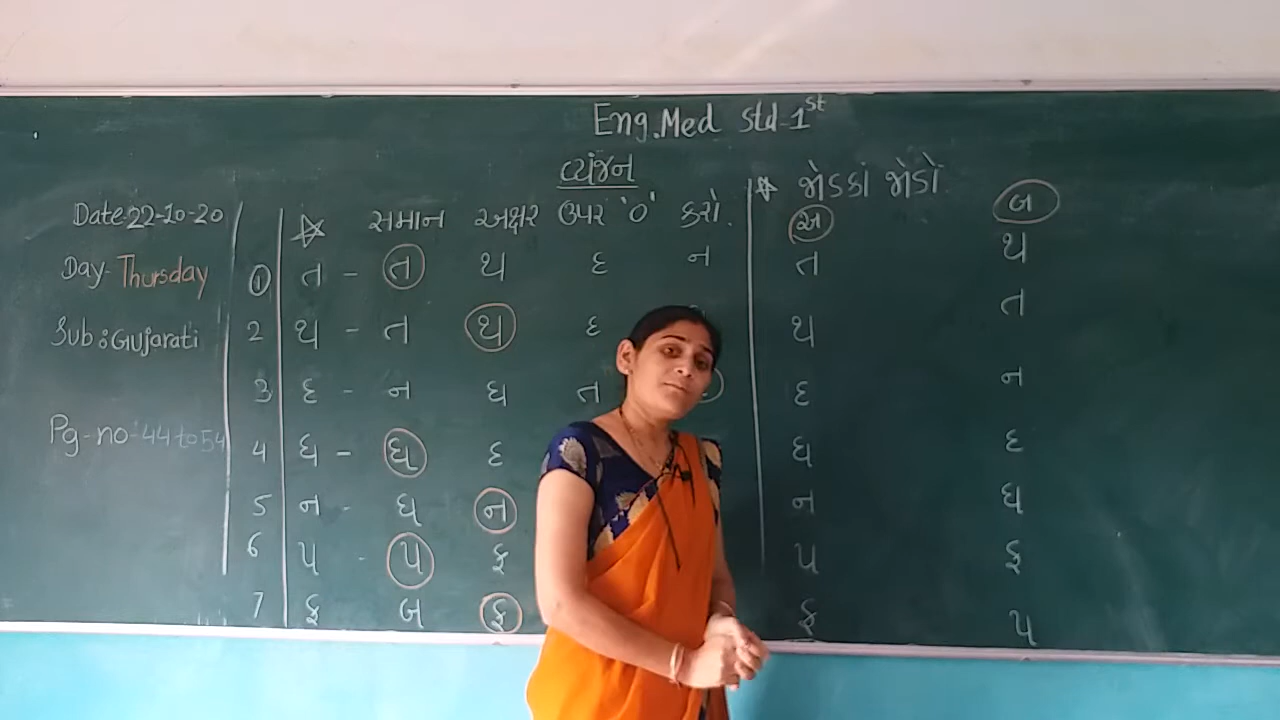 Eng.Med Std-1st
વ્યંજન
Date-22-10-20
Day-Thursday
Sub:Gujarati
Pg-no-44 to 54
☆ સમાન અક્ષર ઉપર '0' કરો.
① ત - ત થ દ ન
2 થ - ત થ દ
3 દ - ન ધ ત
4 ધ - ધ દ
5 ન - ધ ન
6 પ - પ ફ
7 ફ બ ફ
☆ જોડકાં જોડો.
અ બ
ત થ
થ ત
દ ન
ધ દ
ન ધ
પ ફ
ફ પ